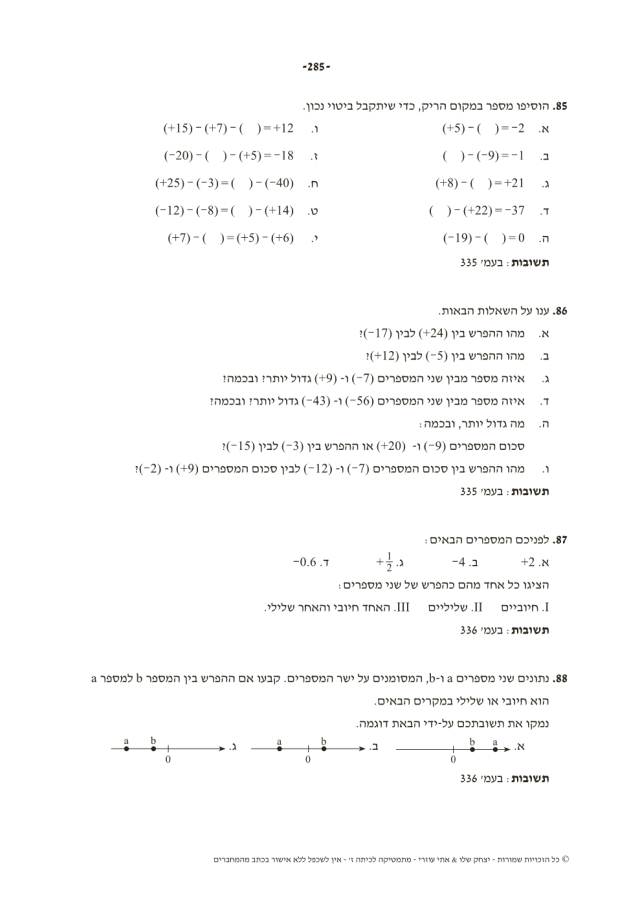 -285-
85. הוסיפו מספר במקום הריק, כדי שיתקבל ביטוי נכון.
א. (+5) − (   ) = −2
ו. (+15) − (+7) − (   ) = +12
ב. (   ) − (−9) = −1
ז. (−20) − (   ) − (+5) = −18
ג. (+8) − (   ) = +21
ח. (+25) − (−3) = (   ) − (−40)
ד. (   ) − (+22) = −37
ט. (−12) − (−8) = (   ) − (+14)
ה. (−19) − (   ) = 0
י. (+7) − (   ) = (+5) − (+6)
תשובות: בעמ׳ 335
86. ענו על השאלות הבאות.
א. מהו ההפרש בין (+24) לבין (−17)?
ב. מהו ההפרש בין (−5) לבין (+12)?
ג. איזה מספר מבין שני המספרים (−7) ו- (+9) גדול יותר? ובכמה?
ד. איזה מספר מבין שני המספרים (−56) ו- (−43) גדול יותר? ובכמה?
ה. מה גדול יותר, ובכמה:
סכום המספרים (−9) ו- (+20) או ההפרש בין (−3) לבין (−15)?
ו. מהו ההפרש בין סכום המספרים (−7) ו- (−12) לבין סכום המספרים (+9) ו- (−2)?
תשובות: בעמ׳ 335
87. לפניכם המספרים הבאים:
א. +2 ב. −4 ג. +1/2 ד. −0.6
הציגו כל אחד מהם כהפרש של שני מספרים:
I. חיוביים II. שליליים III. האחד חיובי והאחר שלילי.
תשובות: בעמ׳ 336
88. נתונים שני מספרים a ו-b, המסומנים על ישר המספרים. קבעו אם ההפרש בין המספר b למספר a
הוא חיובי או שלילי במקרים הבאים.
נמקו את תשובתכם על-ידי הבאת דוגמה.
א. 0 b a
ב. a 0 b
ג. a b 0
תשובות: בעמ׳ 336
© כל הזכויות שמורות - יצחק שלו & אתי עוזרי - מתמטיקה לכיתה ז׳ - אין לשכפל ללא אישור בכתב מהמחברים